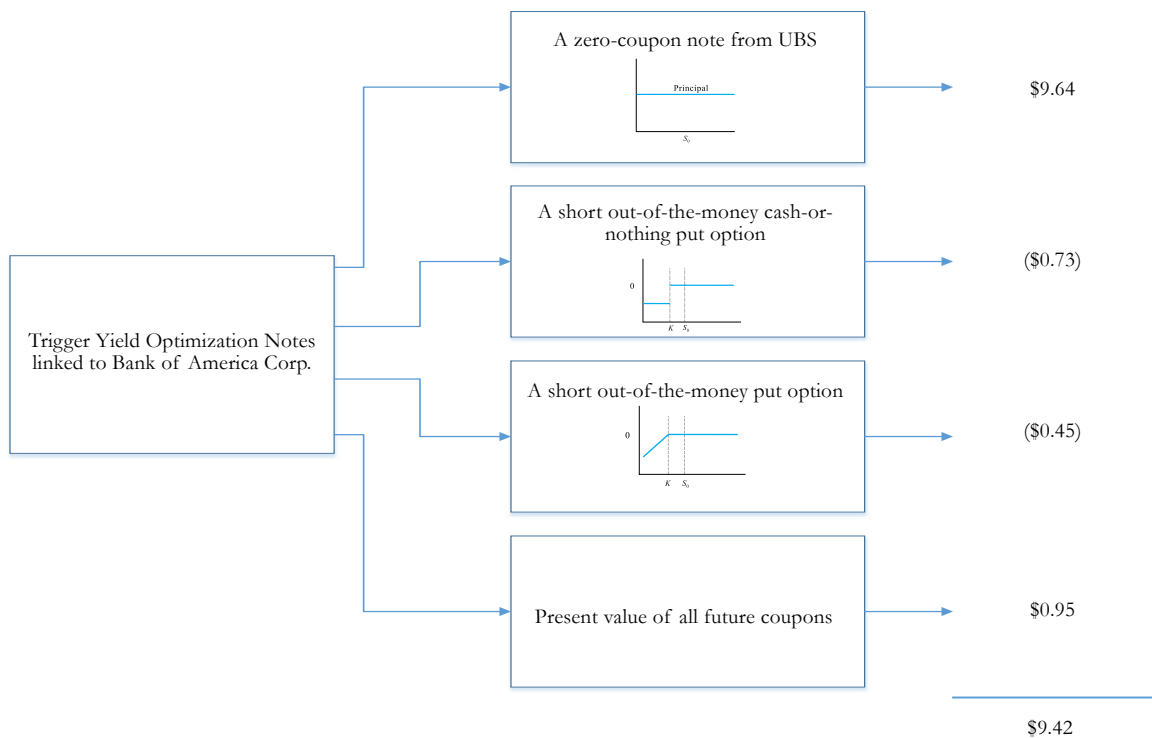 A zero-coupon note from UBS
Principal
S₀
$9.64
A short out-of-the-money cash-or-
nothing put option
0
K
S₀
($0.73)
Trigger Yield Optimization Notes
linked to Bank of America Corp.
A short out-of-the-money put option
0
K
S₀
($0.45)
Present value of all future coupons
$0.95
$9.42